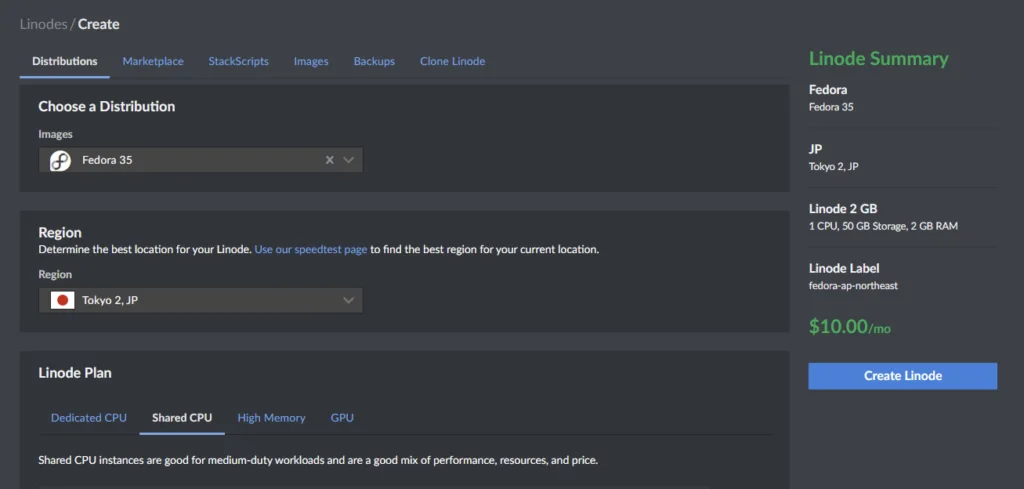 Linodes / Create
Distributions
Marketplace
StackScripts
Images
Backups
Clone Linode
Choose a Distribution
Images
Fedora 35
Region
Determine the best location for your Linode. Use our speedtest page to find the best region for your current location.
Region
Tokyo 2, JP
Linode Plan
Dedicated CPU
Shared CPU
High Memory
GPU
Shared CPU instances are good for medium-duty workloads and are a good mix of performance, resources, and price.
Linode Summary
Fedora
Fedora 35
JP
Tokyo 2, JP
Linode 2 GB
1 CPU, 50 GB Storage, 2 GB RAM
Linode Label
fedora-ap-northeast
$10.00/mo
Create Linode